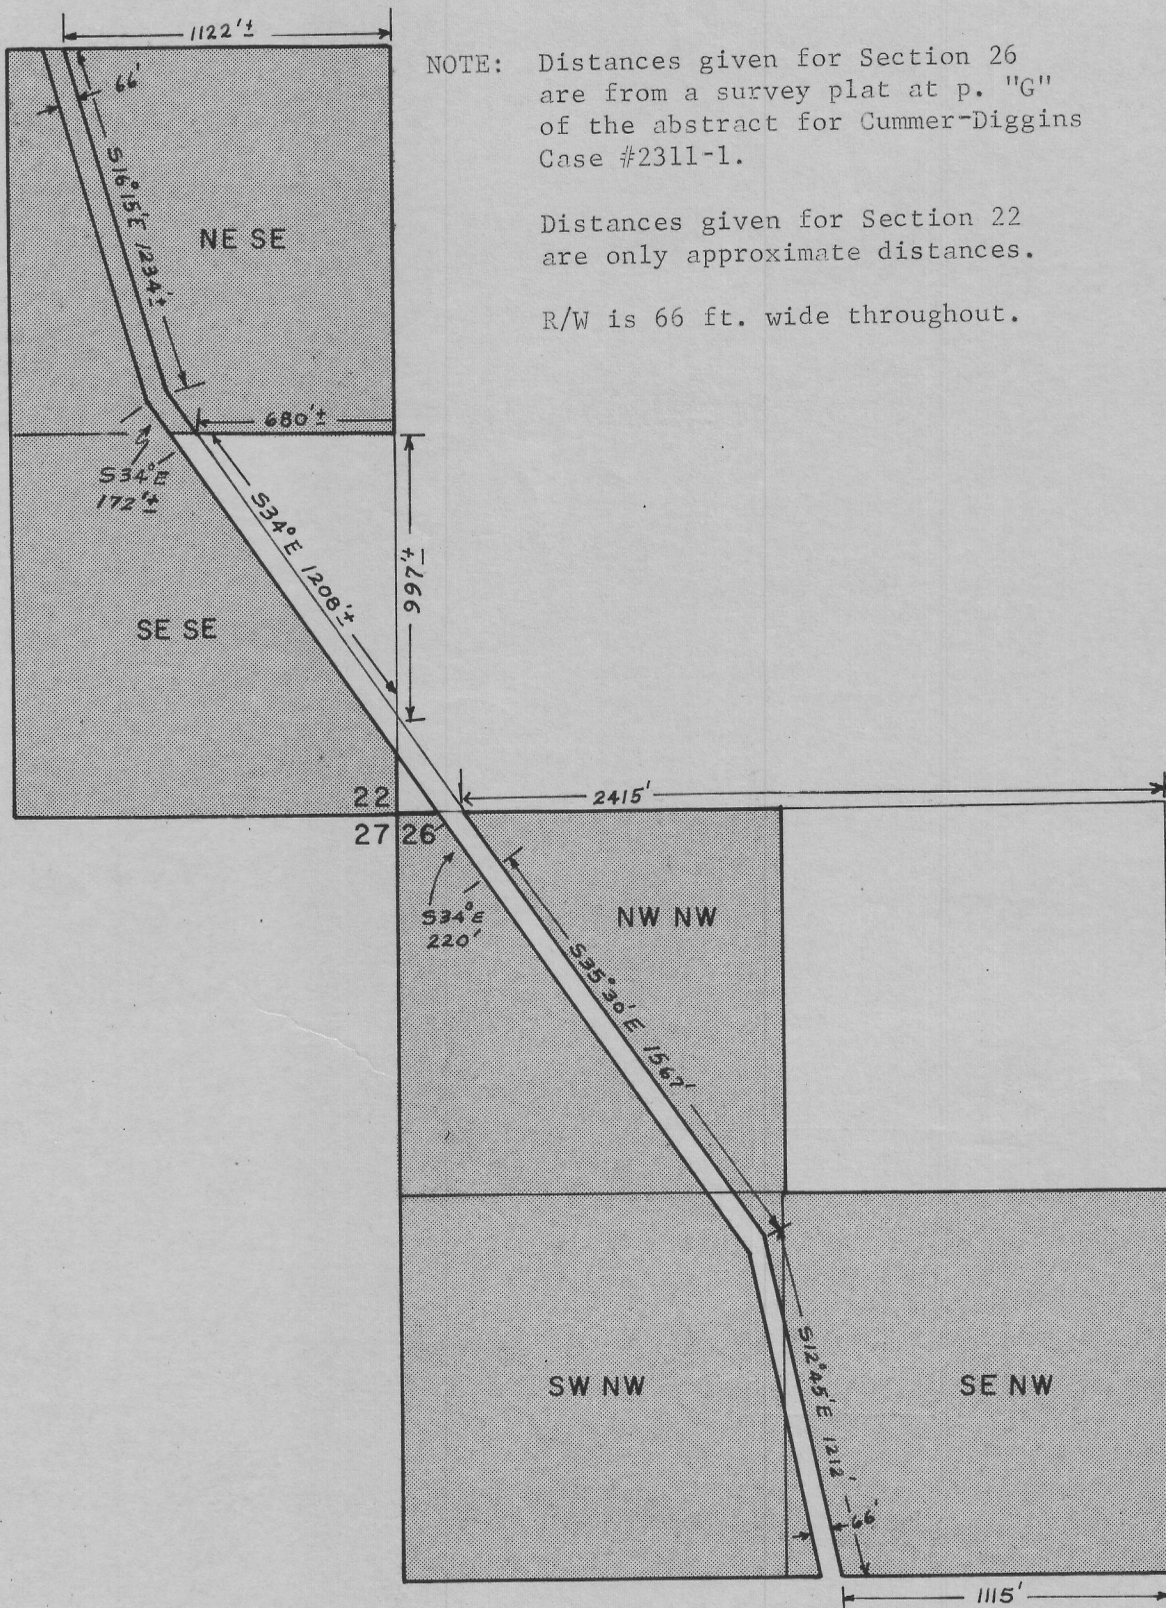 1122'±
NOTE: Distances given for Section 26
are from a survey plat at p. "G"
of the abstract for Cummer-Diggins
Case #2311-1.
Distances given for Section 22
are only approximate distances.
R/W is 66 ft. wide throughout.
66'
S16°15'E 1234'±
NE SE
680'±
S34°E
172'±
S34°E 1208'±
997'±
SE SE
22
2415'
27 26
S34°E
220'
NW NW
S35°30'E 1567'
SW NW
S12°45'E 1212'
SE NW
66'
1115'